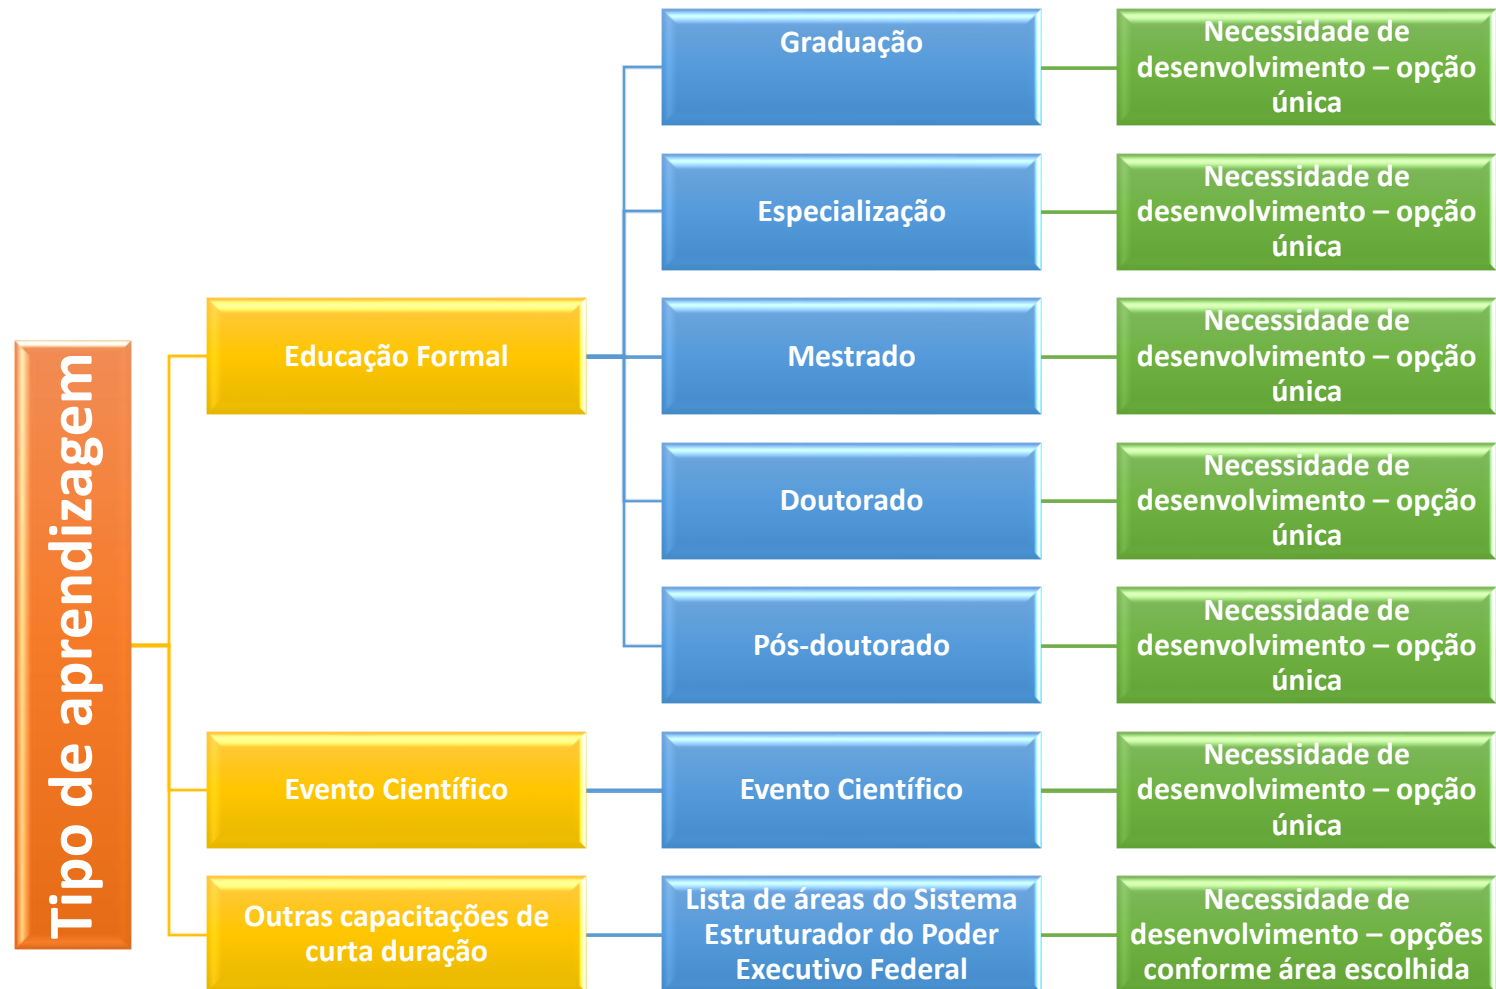 Tipo de aprendizagem
Educação Formal
Graduação
Necessidade de
desenvolvimento – opção
única
Especialização
Necessidade de
desenvolvimento – opção
única
Mestrado
Necessidade de
desenvolvimento – opção
única
Doutorado
Necessidade de
desenvolvimento – opção
única
Pós-doutorado
Necessidade de
desenvolvimento – opção
única
Evento Científico
Evento Científico
Necessidade de
desenvolvimento – opção
única
Outras capacitações de
curta duração
Lista de áreas do Sistema
Estruturador do Poder
Executivo Federal
Necessidade de
desenvolvimento – opções
conforme área escolhida